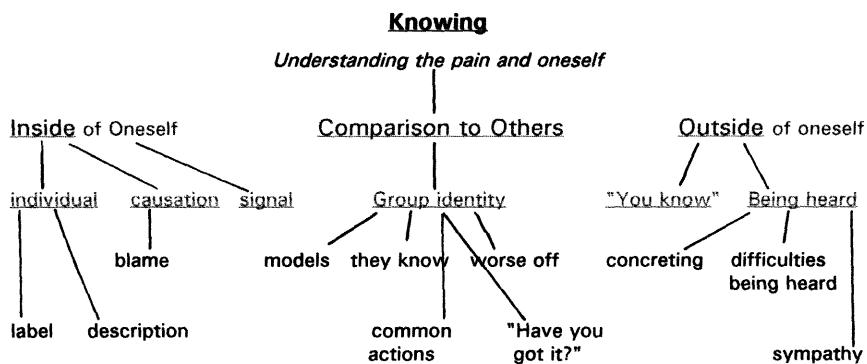 Knowing
Understanding the pain and oneself
Inside of Oneself Comparison to Others Outside of oneself
individual causation signal Group identity "You know" Being heard
blame models they know worse off concreting difficulties
being heard
label description common "Have you
actions got it?"
sympathy